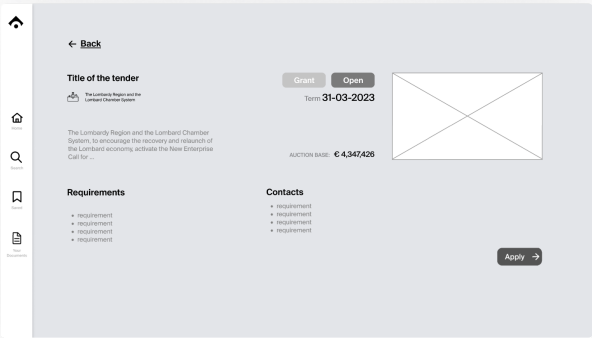 ← Back
Title of the tender
The Lombardy Region and the
Lombard Chamber System
The Lombardy Region and the Lombard Chamber
System, to encourage the recovery and relaunch of
the Lombard economy, activate the New Enterprise
Call for ...
Grant
Open
Term 31-03-2023
AUCTION BASE: € 4,347,426
Requirements
• requirement
• requirement
• requirement
• requirement
Contacts
• requirement
• requirement
• requirement
• requirement
Apply →
Home
Search
Saved
Your
Documents